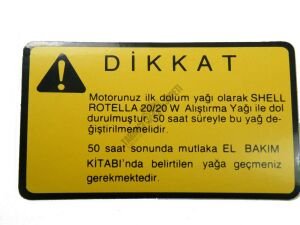 DİKKAT
Motorunuz ilk dolum yağı olarak SHELL
ROTELLA 20/20 W Alıştırma Yağı ile dol
durulmuştur. 50 saat süreyle bu yağ de-
ğiştirilmemelidir.
50 saat sonunda mutlaka EL BAKIM
KİTABI'nda belirtilen yağa geçmeniz
gerekmektedir.